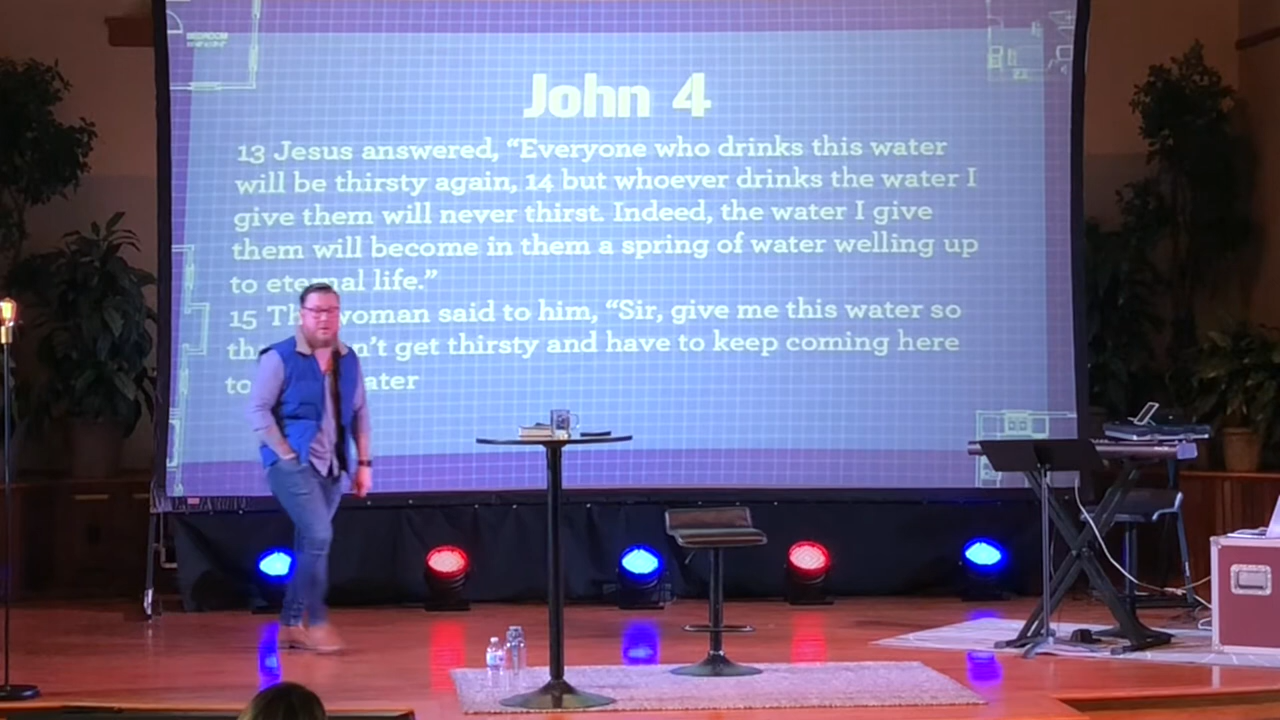 John 4
13 Jesus answered, “Everyone who drinks this water
will be thirsty again, 14 but whoever drinks the water I
give them will never thirst. Indeed, the water I give
them will become in them a spring of water welling up
to eternal life.”
15 The woman said to him, “Sir, give me this water so
get thirsty and have to keep coming here
to